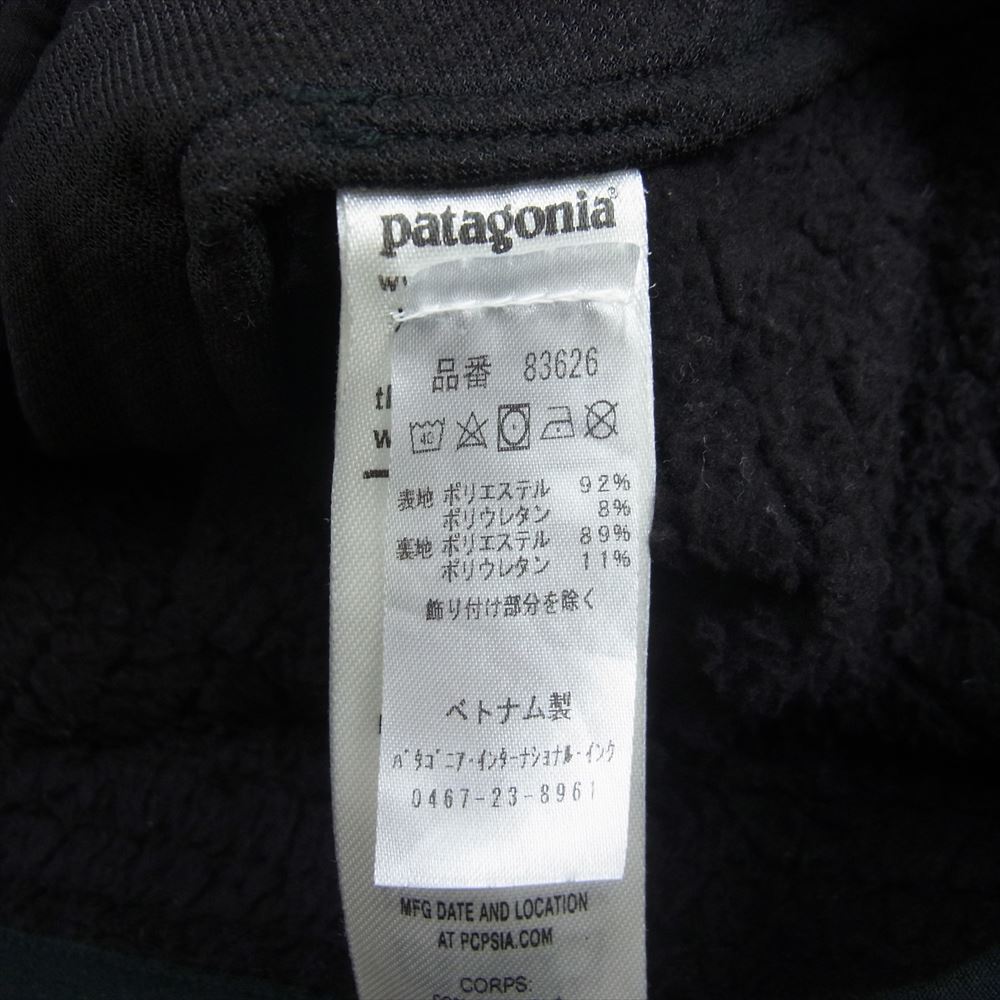 patagonia®
品番 83626
40
表地 ポリエステル 92%
ポリウレタン 8%
裏地 ポリエステル 89%
ポリウレタン 11%
飾り付け部分を除く
ベトナム製
パタゴニア・インターナショナル・インク
0467-23-8961
MFG DATE AND LOCATION
AT PCPSIA.COM
CORPS: